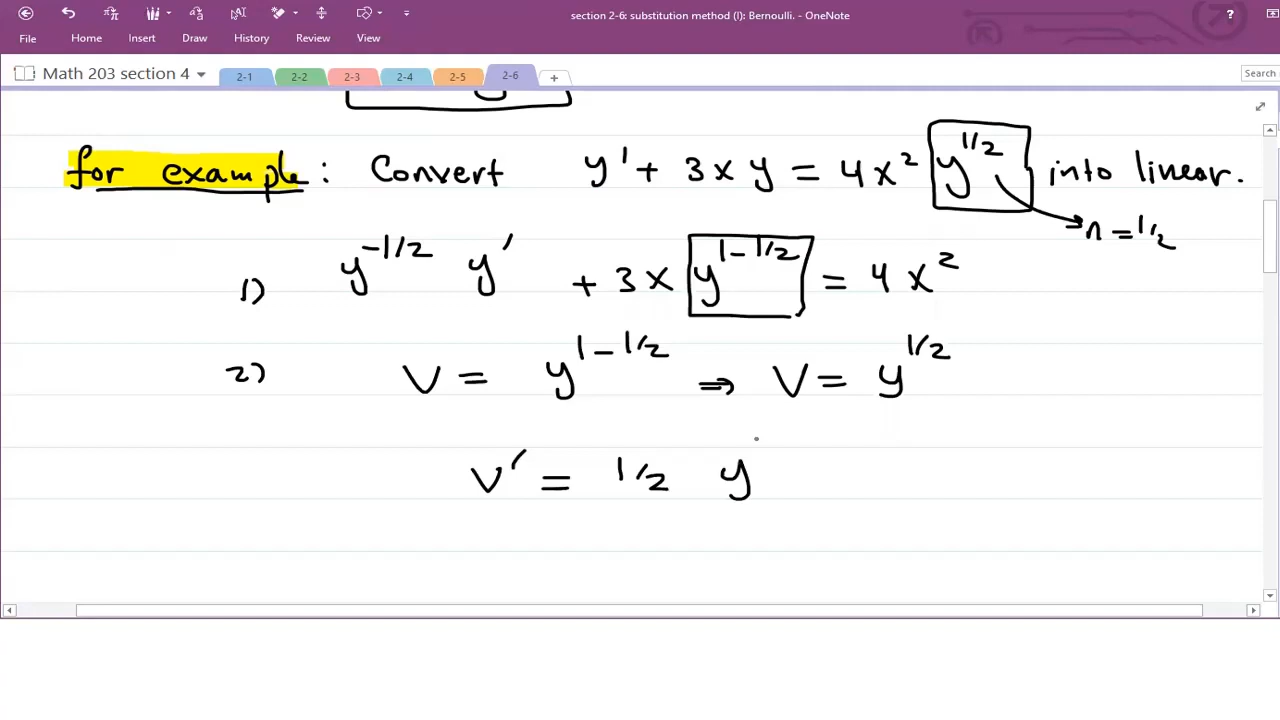 section 2-6: substitution method (I): Bernoulli. - OneNote
?
File Home Insert Draw History Review View
Math 203 section 4
2-1 2-2 2-3 2-4 2-5 2-6 +
Search
for example : Convert y' + 3xy = 4x² y^1/2 into linear.
n = 1/2
1) y^-1/2 y' + 3x y^1-1/2 = 4x²
2) V = y^1-1/2 ⇒ V = y^1/2
V' = 1/2 y